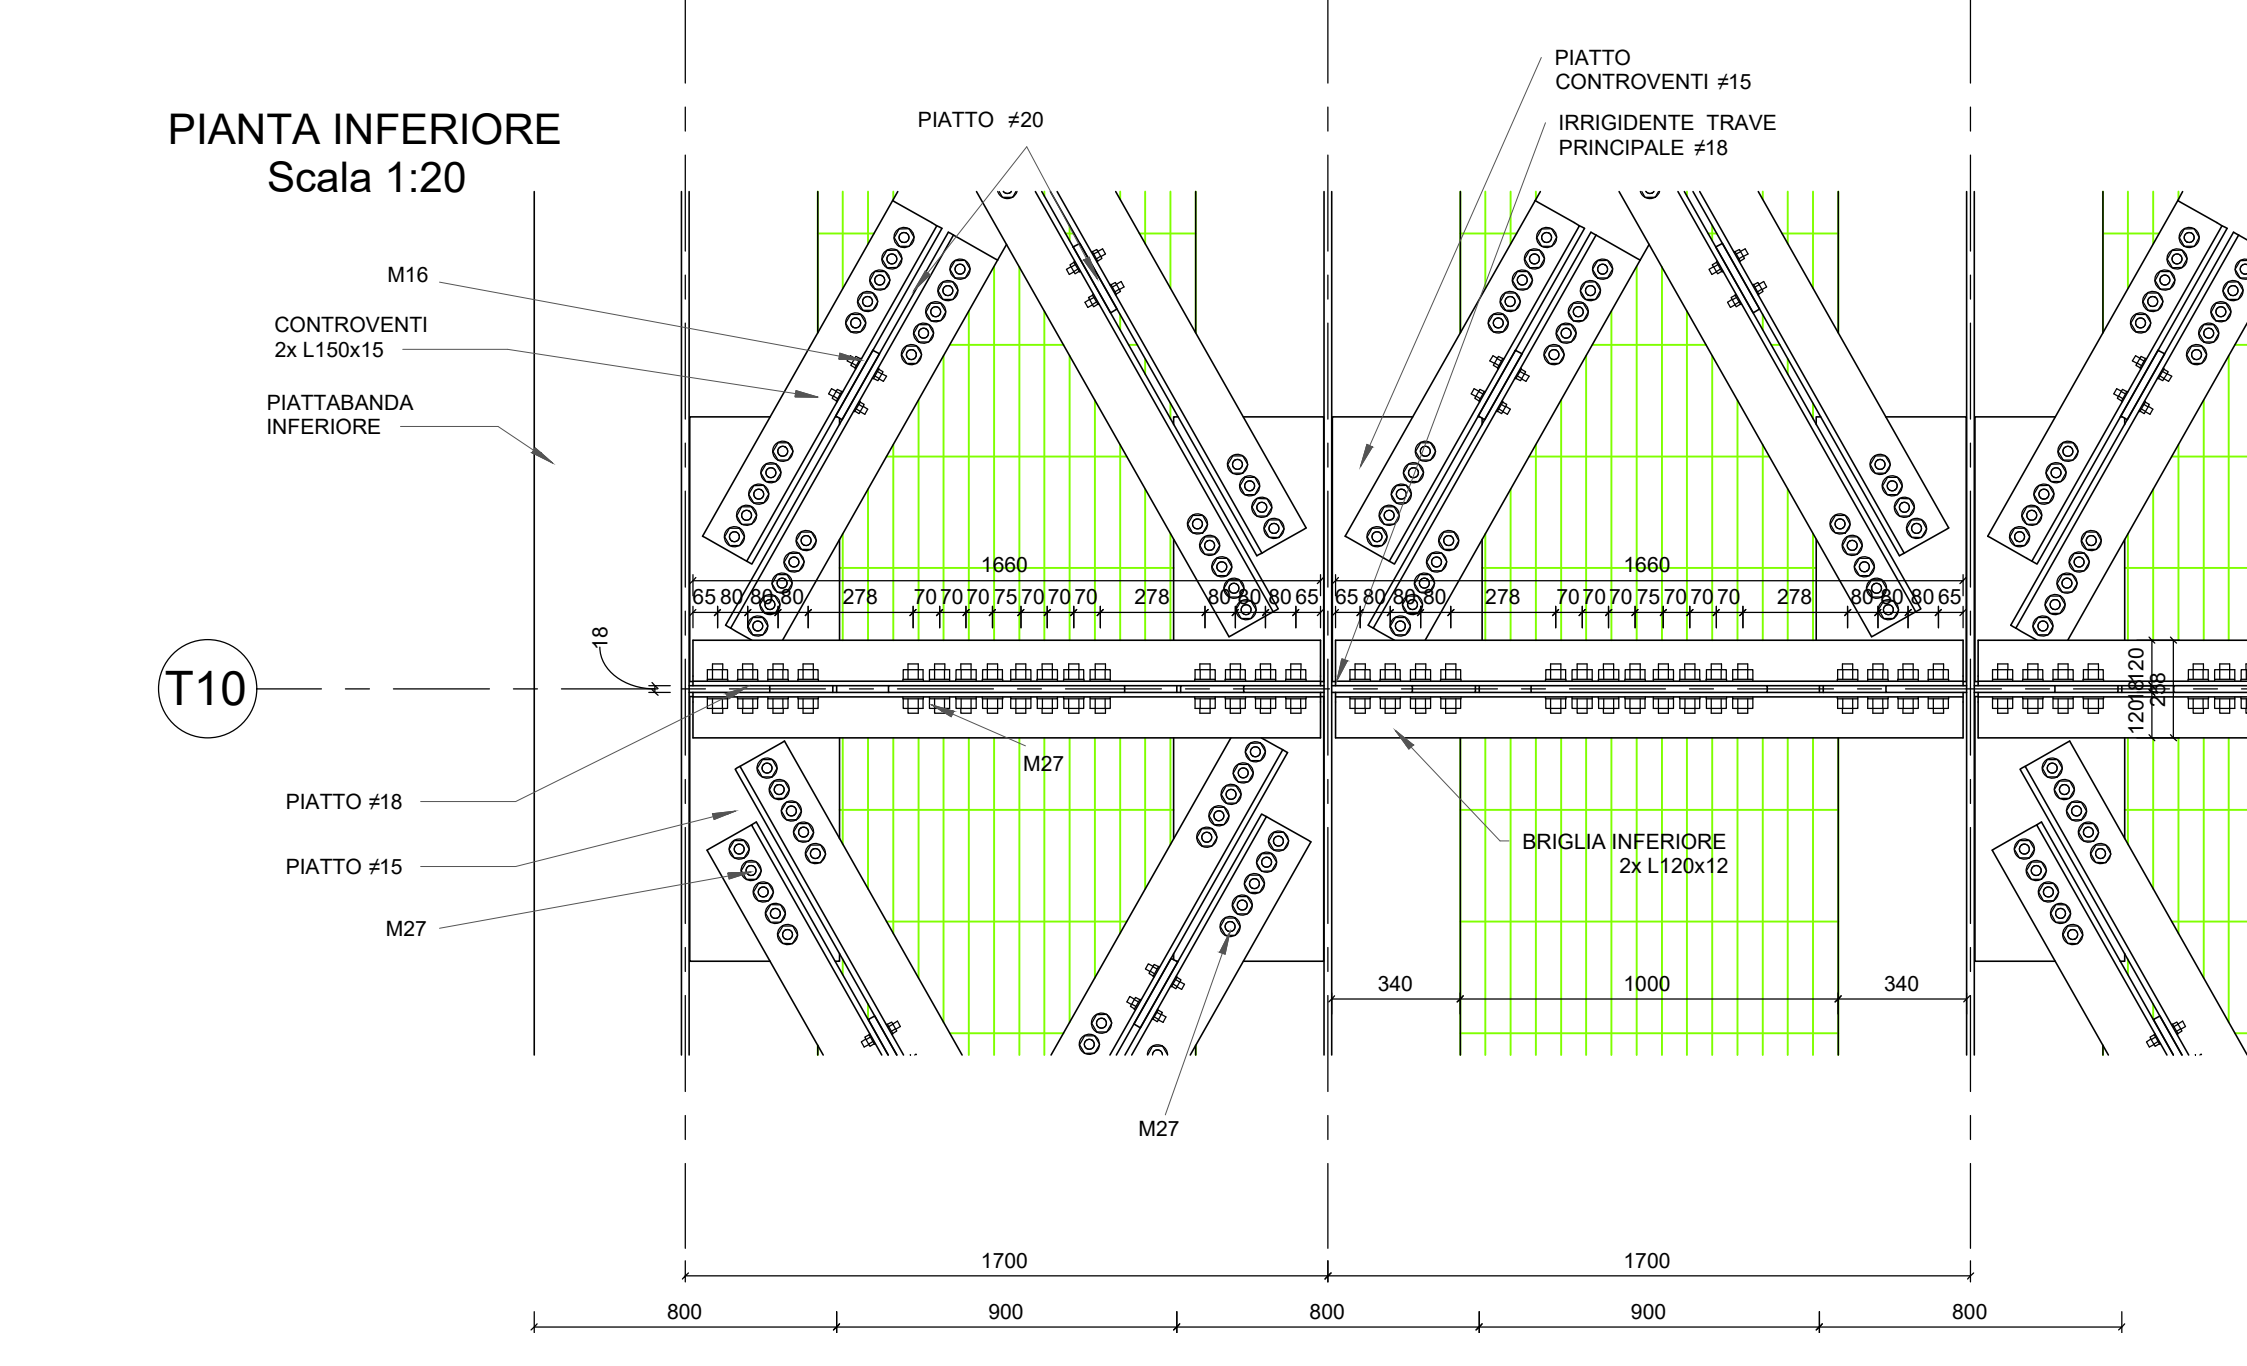 PIANTA INFERIORE
Scala 1:20
PIATTO ≠20
PIATTO
CONTROVENTI ≠15
IRRIGIDENTE TRAVE
PRINCIPALE ≠18
M16
CONTROVENTI
2x L150x15
PIATTABANDA
INFERIORE
1660
1660
65 80 80 80 278 70 70 70 75 70 70 70 278 80 80 80 65
65 80 80 80 278 70 70 70 75 70 70 70 278 80 80 80 65
18
T10
120 18 120
258
M27
PIATTO ≠18
PIATTO ≠15
M27
BRIGLIA INFERIORE
2x L120x12
340 1000 340
M27
1700 1700
800 900 800 900 800